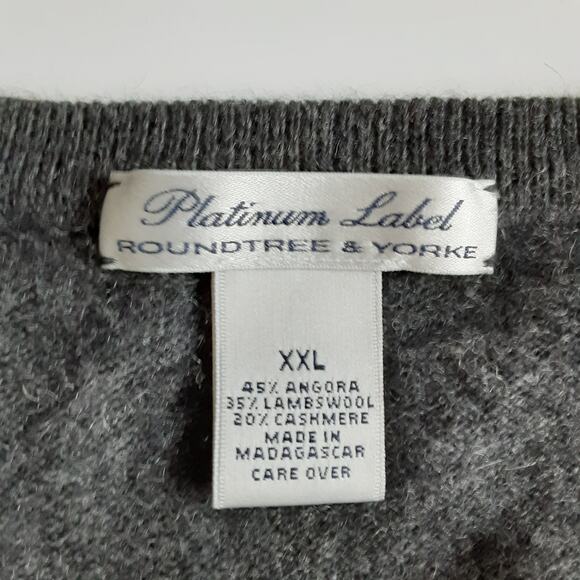 Platinum Label
ROUNDTREE & YORKE
XXL
45% ANGORA
35% LAMBSWOOL
20% CASHMERE
MADE IN
MADAGASCAR
CARE OVER